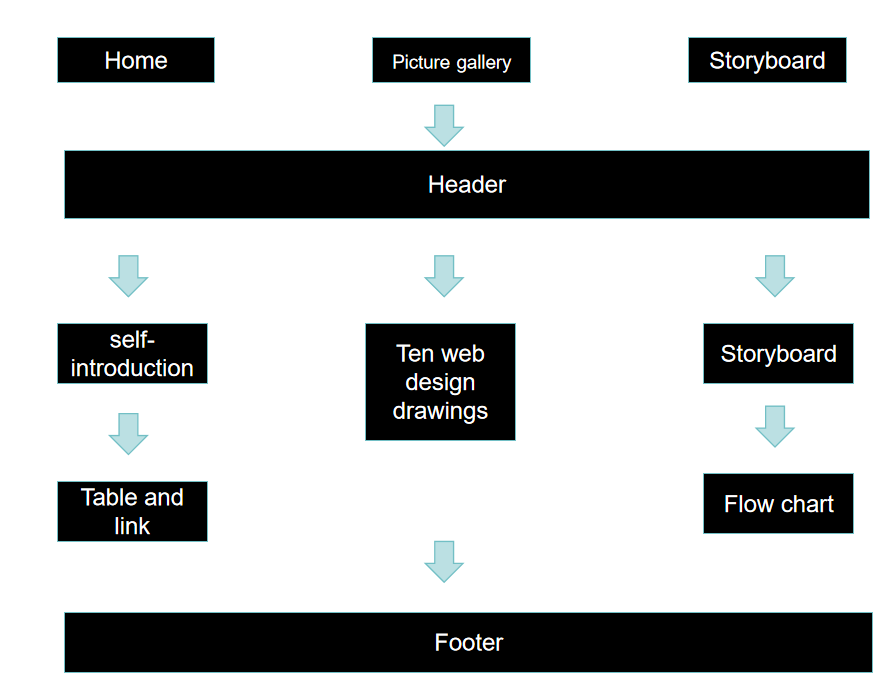 Home
Picture gallery
Storyboard
Header
self-
introduction
Ten web
design
drawings
Storyboard
Table and
link
Flow chart
Footer